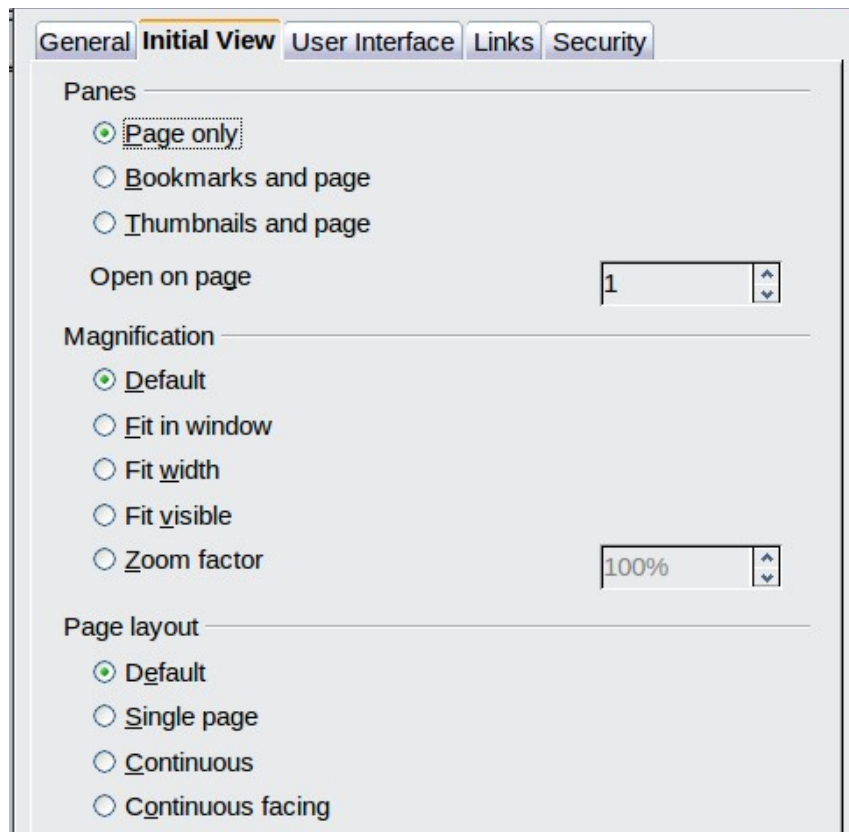 General Initial View User Interface Links Security
Panes
Page only
Bookmarks and page
Thumbnails and page
Open on page 1
Magnification
Default
Fit in window
Fit width
Fit visible
Zoom factor 100%
Page layout
Default
Single page
Continuous
Continuous facing